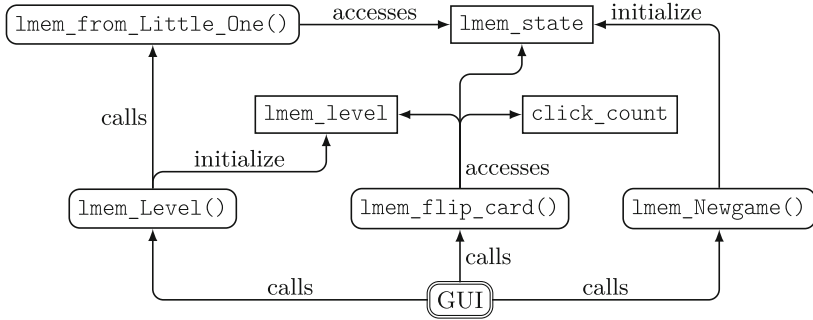 lmem_from_Little_One()
accesses
lmem_state
initialize
calls
lmem_level
click_count
initialize
accesses
lmem_Level()
lmem_flip_card()
lmem_Newgame()
calls
calls
GUI
calls